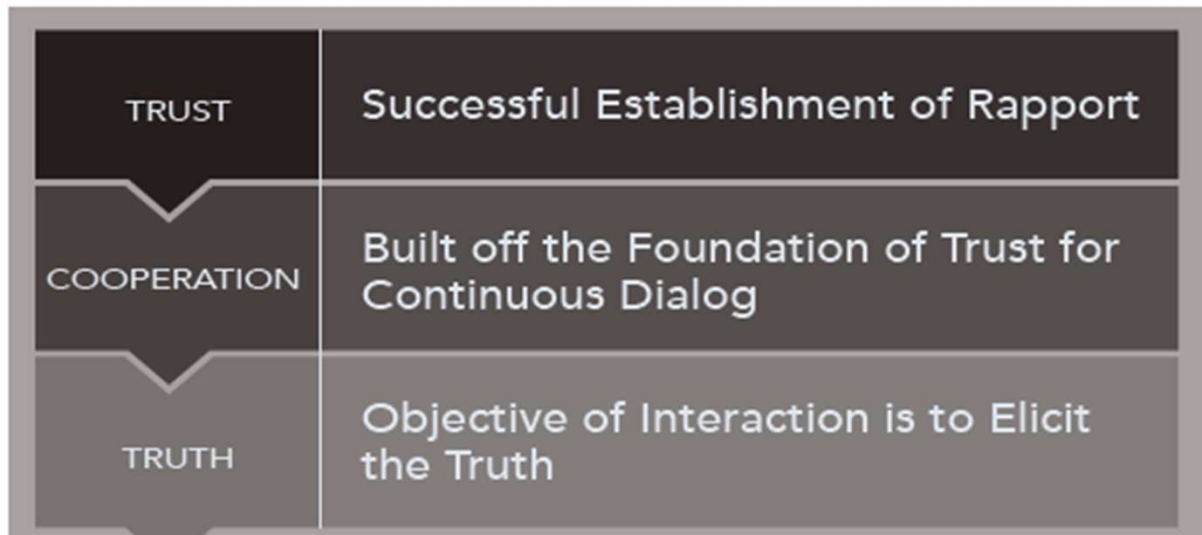 TRUST
Successful Establishment of Rapport
COOPERATION
Built off the Foundation of Trust for
Continuous Dialog
TRUTH
Objective of Interaction is to Elicit
the Truth